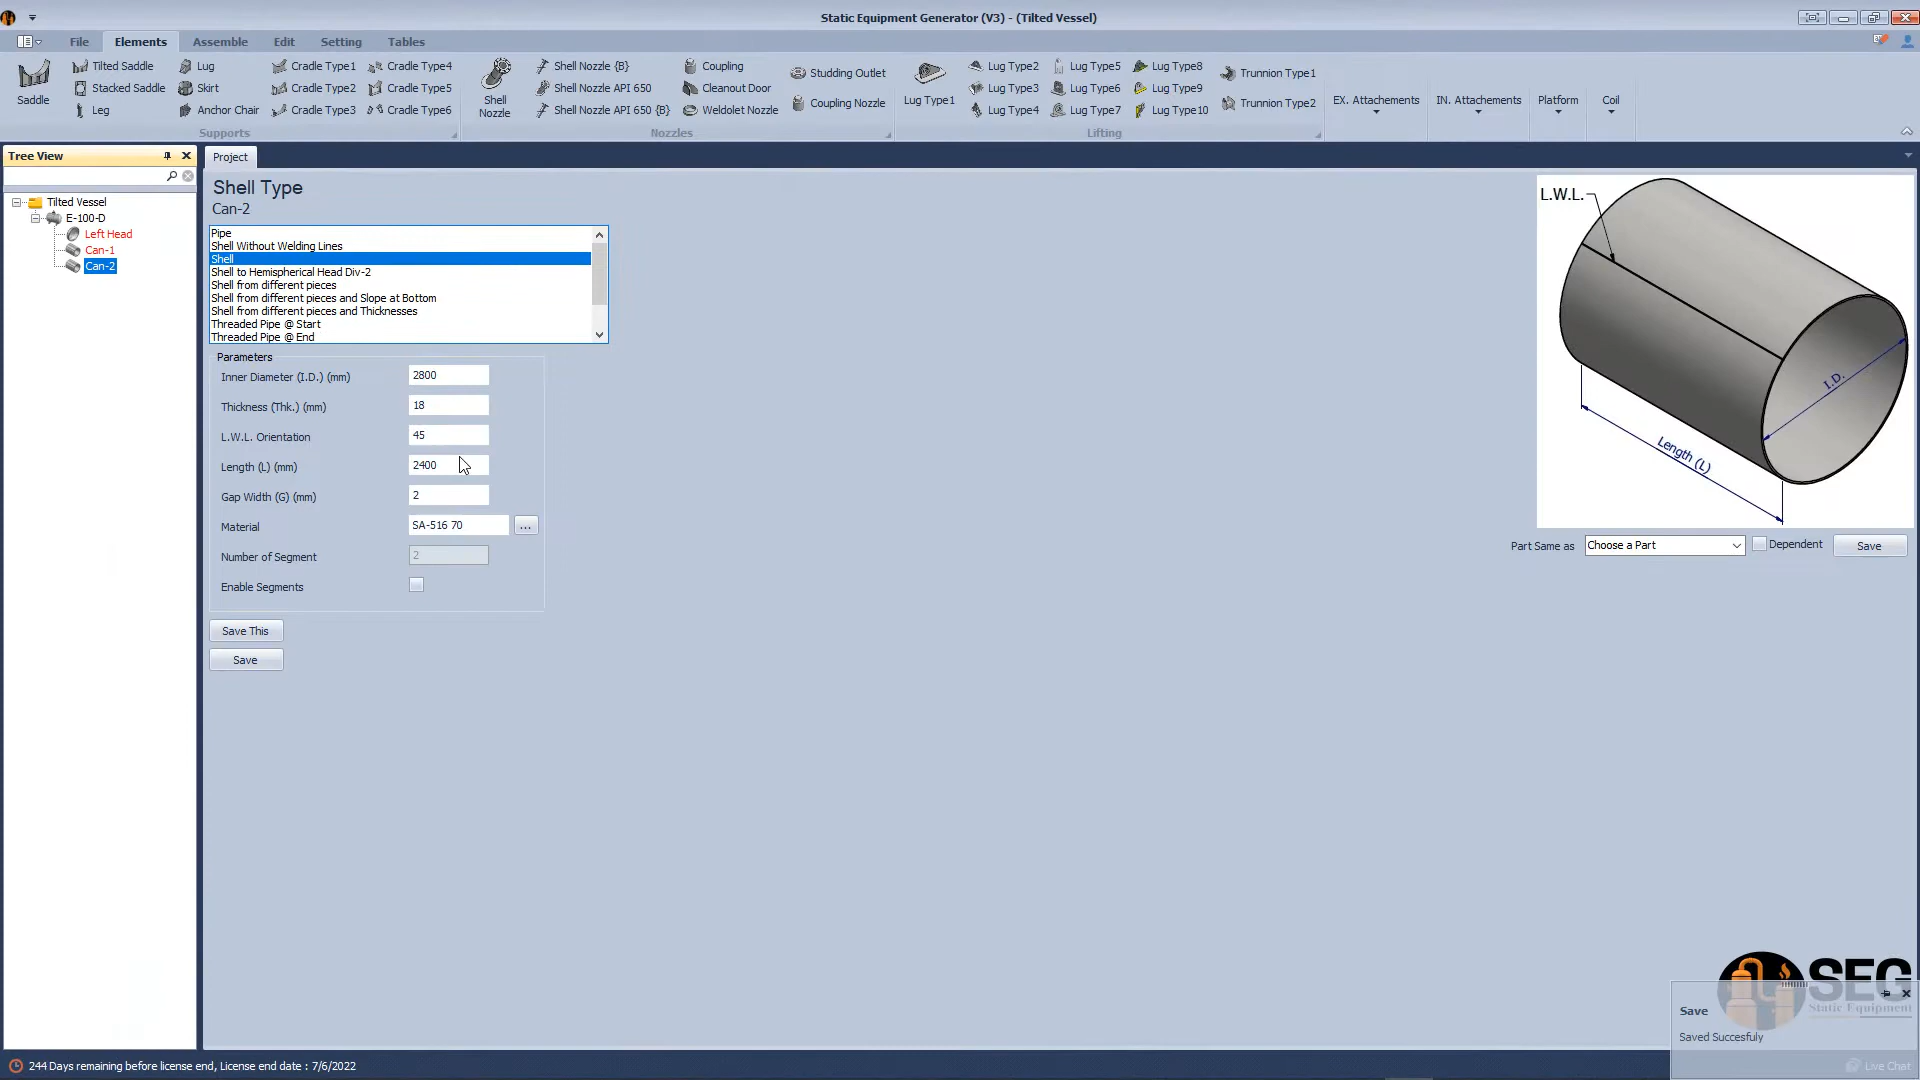 Static Equipment Generator (V3) - (Tilted Vessel)
File Elements Assemble Edit Setting Tables
Saddle
Tilted Saddle
Stacked Saddle
Leg
Lug
Skirt
Anchor Chair
Cradle Type1
Cradle Type2
Cradle Type3
Cradle Type4
Cradle Type5
Cradle Type6
Supports
Shell
Nozzle
Shell Nozzle {B}
Shell Nozzle API 650
Shell Nozzle API 650 {B}
Coupling
Cleanout Door
Weldolet Nozzle
Studding Outlet
Coupling Nozzle
Nozzles
Lug Type1
Lug Type2
Lug Type3
Lug Type4
Lug Type5
Lug Type6
Lug Type7
Lug Type8
Lug Type9
Lug Type10
Trunnion Type1
Trunnion Type2
Lifting
EX. Attachements
IN. Attachements
Platform
Coil
Tree View
Tilted Vessel
E-100-D
Left Head
Can-1
Can-2
Project
Shell Type
Can-2
Pipe
Shell Without Welding Lines
Shell
Shell to Hemispherical Head Div-2
Shell from different pieces
Shell from different pieces and Slope at Bottom
Shell from different pieces and Thicknesses
Threaded Pipe @ Start
Threaded Pipe @ End
Parameters
Inner Diameter (I.D.) (mm) 2800
Thickness (Thk.) (mm) 18
L.W.L. Orientation 45
Length (L) (mm) 2400
Gap Width (G) (mm) 2
Material SA-516 70 ...
Number of Segment 2
Enable Segments
Save This
Save
L.W.L.
I.D.
Length (L)
Part Same as Choose a Part Dependent Save
SEG
Static Equipment
Save
Saved Succesfuly
Live Chat
244 Days remaining before license end, License end date : 7/6/2022